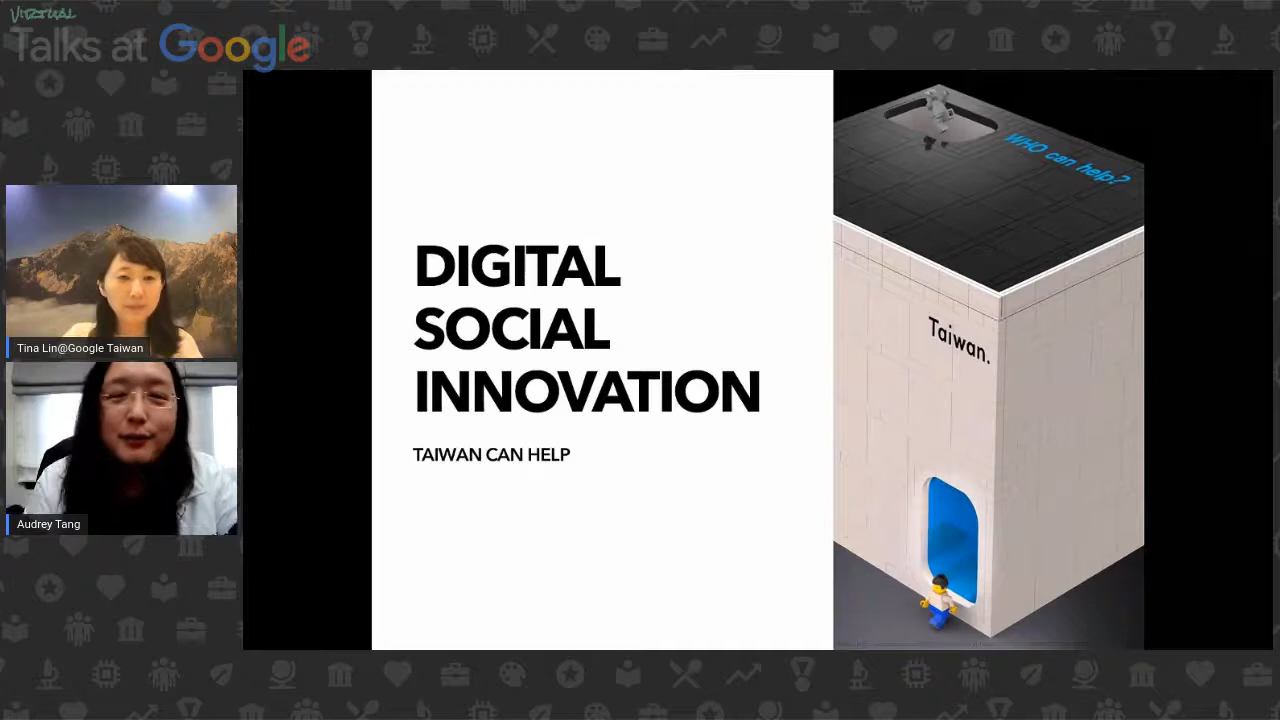 VIRTUAL
Talks at Google
WHO can help?
Taiwan.
DIGITAL
SOCIAL
INNOVATION
TAIWAN CAN HELP
Tina Lin@Google Taiwan
Audrey Tang